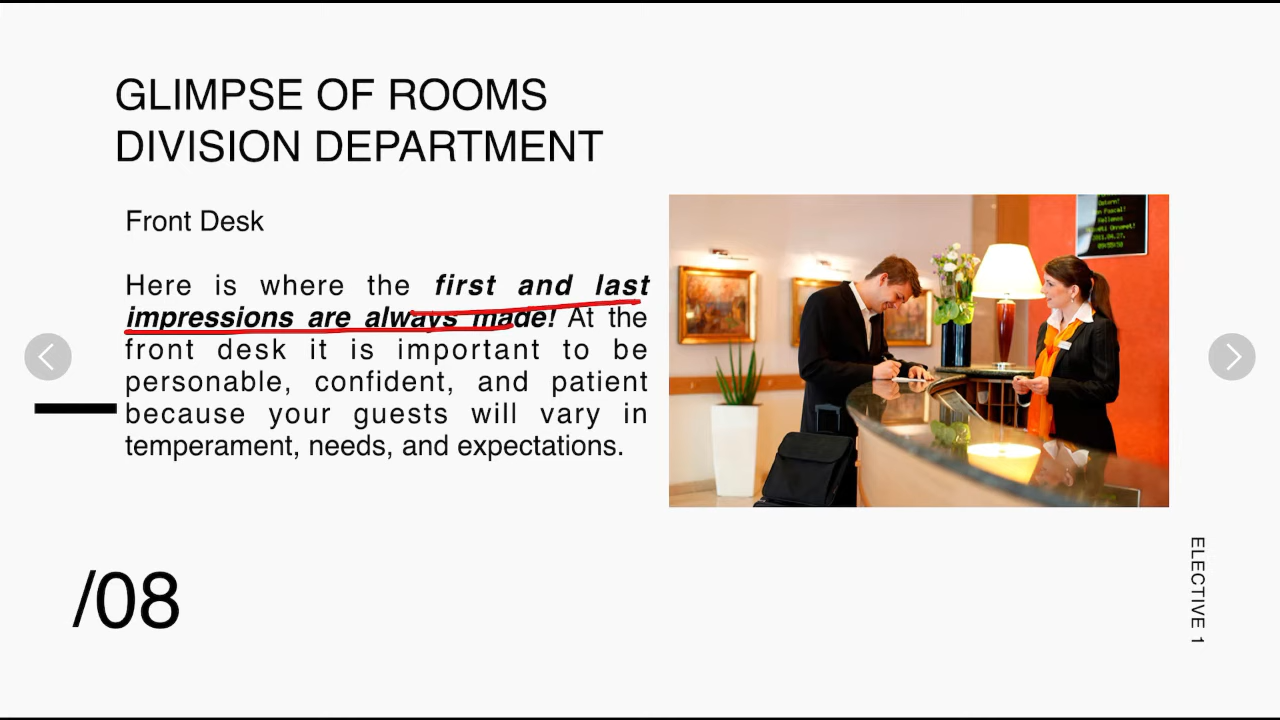 GLIMPSE OF ROOMS
DIVISION DEPARTMENT
Front Desk
Here is where the first and last
impressions are always made! At the
front desk it is important to be
personable, confident, and patient
because your guests will vary in
temperament, needs, and expectations.
/08
ELECTIVE 1